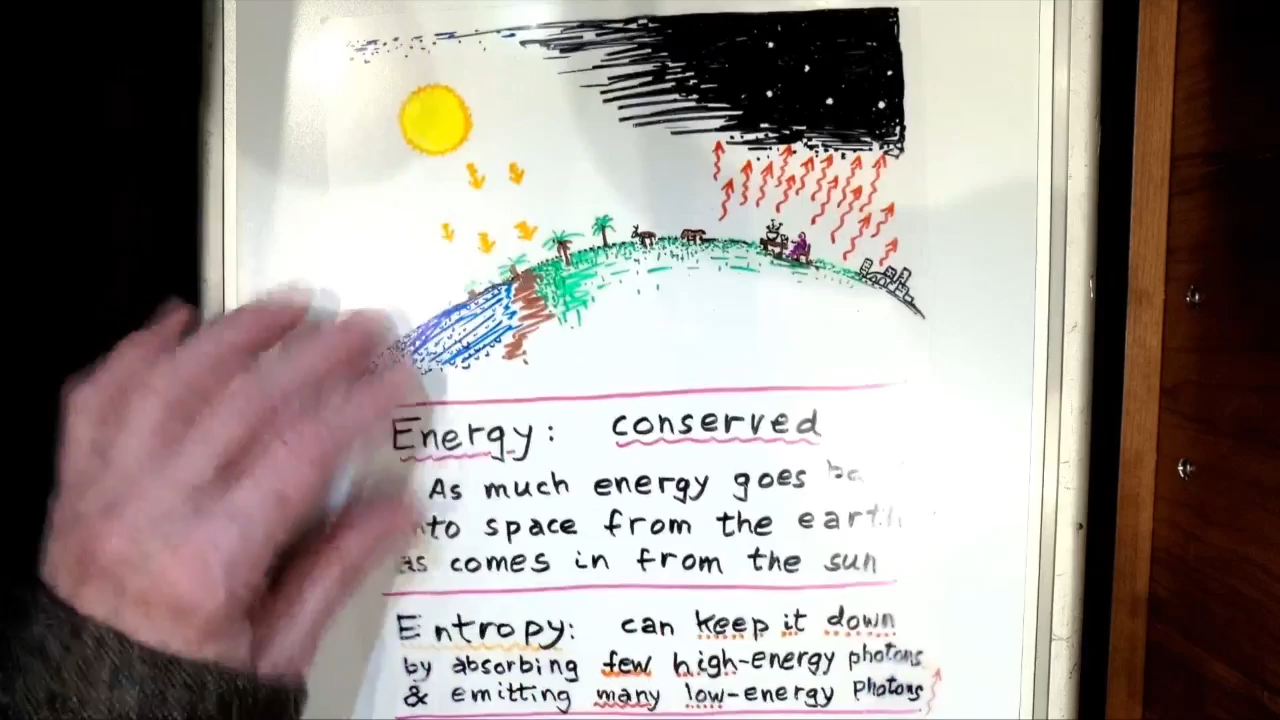 Energy: conserved
As much energy goes
space from the earth
as comes in from the sun
Entropy: can keep it down
by absorbing few high-energy photons
& emitting many low-energy photons